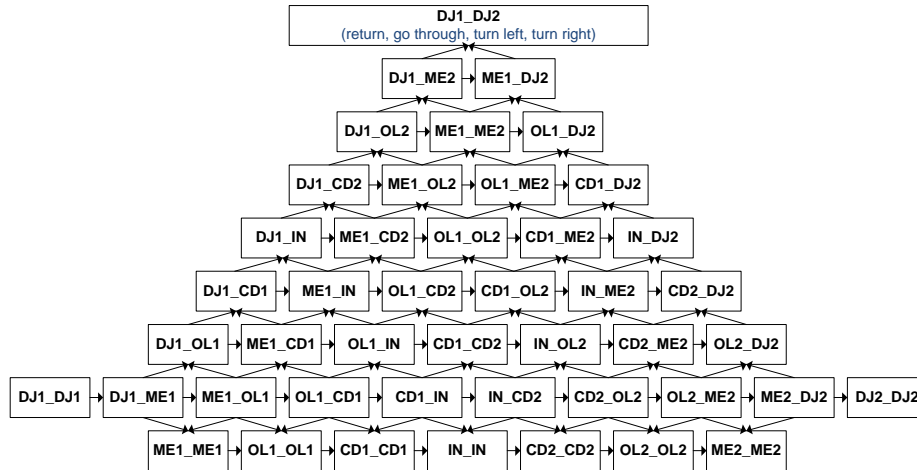 DJ1_DJ2
(return, go through, turn left, turn right)
DJ1_ME2 ME1_DJ2
DJ1_OL2 ME1_ME2 OL1_DJ2
DJ1_CD2 ME1_OL2 OL1_ME2 CD1_DJ2
DJ1_IN ME1_CD2 OL1_OL2 CD1_ME2 IN_DJ2
DJ1_CD1 ME1_IN OL1_CD2 CD1_OL2 IN_ME2 CD2_DJ2
DJ1_OL1 ME1_CD1 OL1_IN CD1_CD2 IN_OL2 CD2_ME2 OL2_DJ2
DJ1_DJ1 DJ1_ME1 ME1_OL1 OL1_CD1 CD1_IN IN_CD2 CD2_OL2 OL2_ME2 ME2_DJ2 DJ2_DJ2
ME1_ME1 OL1_OL1 CD1_CD1 IN_IN CD2_CD2 OL2_OL2 ME2_ME2